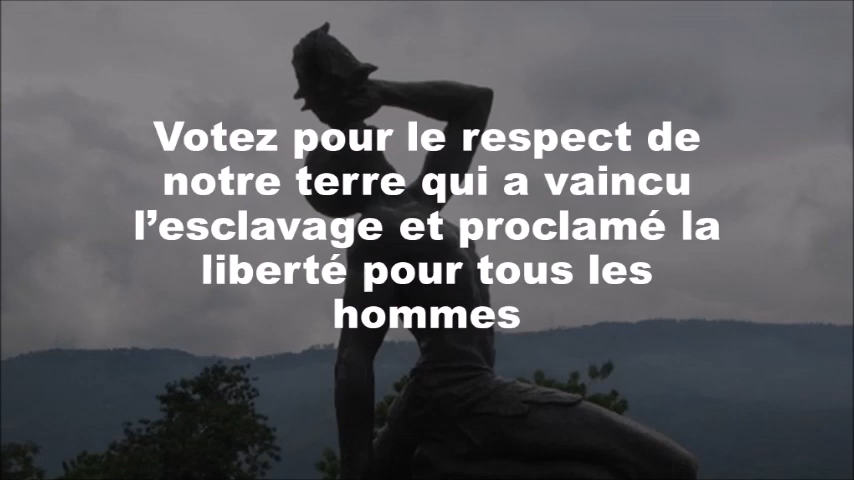 Votez pour le respect de
notre terre qui a vaincu
l’esclavage et proclamé la
liberté pour tous les
hommes